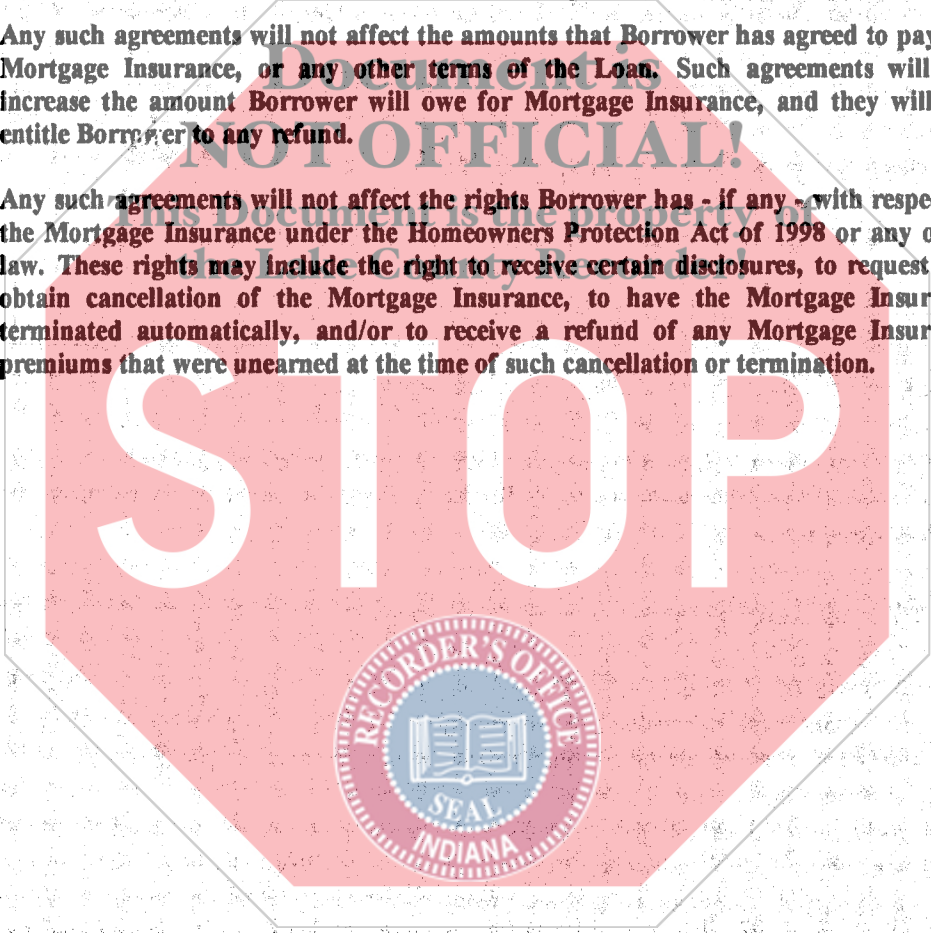 Any such agreements will not affect the amounts that Borrower has agreed to pay
Mortgage Insurance, or any other terms of the Loan. Such agreements will
increase the amount Borrower will owe for Mortgage Insurance, and they will
entitle Borrower to any refund.
Any such agreements will not affect the rights Borrower has - if any - with respe
the Mortgage Insurance under the Homeowners Protection Act of 1998 or any o
law. These rights may include the right to receive certain disclosures, to request
obtain cancellation of the Mortgage Insurance, to have the Mortgage Insur
terminated automatically, and/or to receive a refund of any Mortgage Insur
premiums that were unearned at the time of such cancellation or termination.
Document is
NOT OFFICIAL!
This Document is the property of
the Lake County Recorder!
STOP
RECORDER'S OFFICE
SEAL
INDIANA